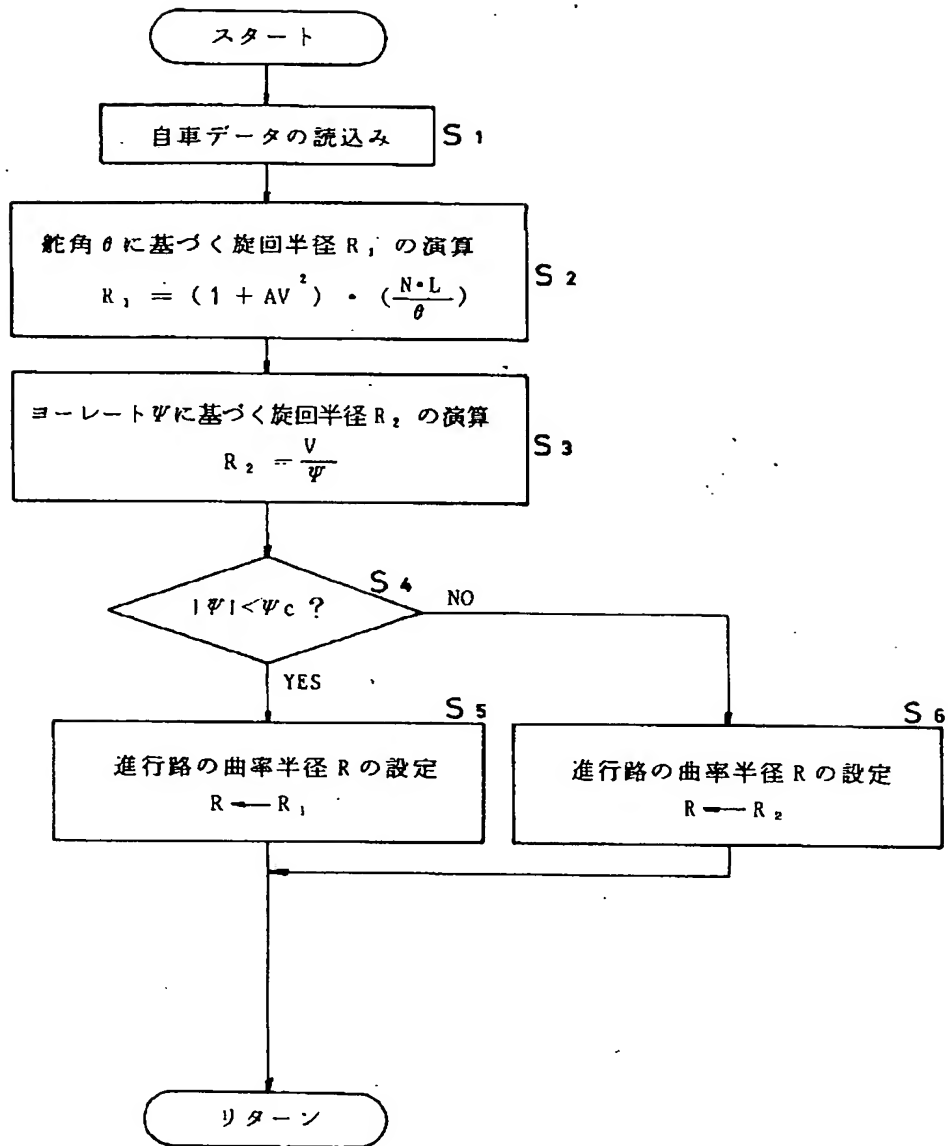 スタート
自車データの読込み
S1
舵角θに基づく旋回半径R₁の演算
R₁ = (1 + AV²)・(N・L/θ)
S2
ヨーレートΨに基づく旋回半径R₂の演算
R₂ = V/Ψ
S3
|Ψ|<Ψc ?
S4
NO
YES
S5
進行路の曲率半径Rの設定
R ← R₁
S6
進行路の曲率半径Rの設定
R ← R₂
リターン